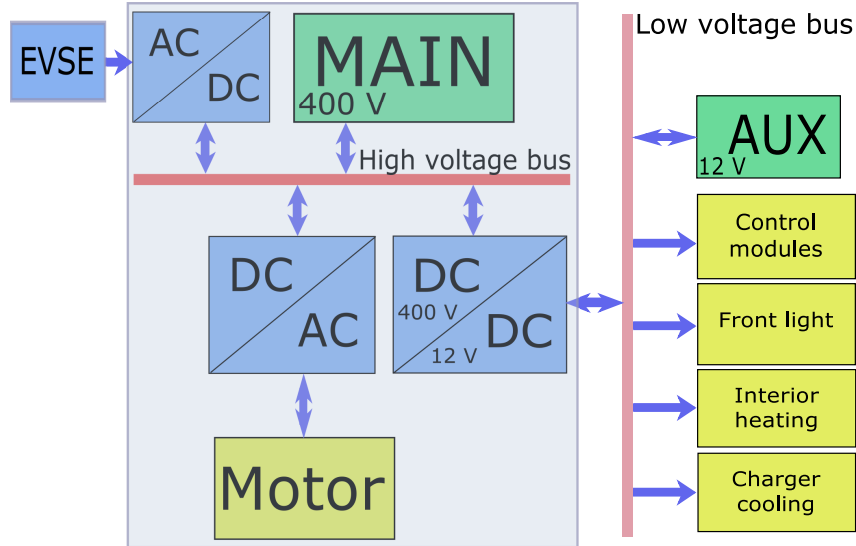 EVSE
AC
DC
MAIN
400 V
High voltage bus
DC
AC
DC
400 V
DC
12 V
Motor
Low voltage bus
AUX
12 V
Control
modules
Front light
Interior
heating
Charger
cooling